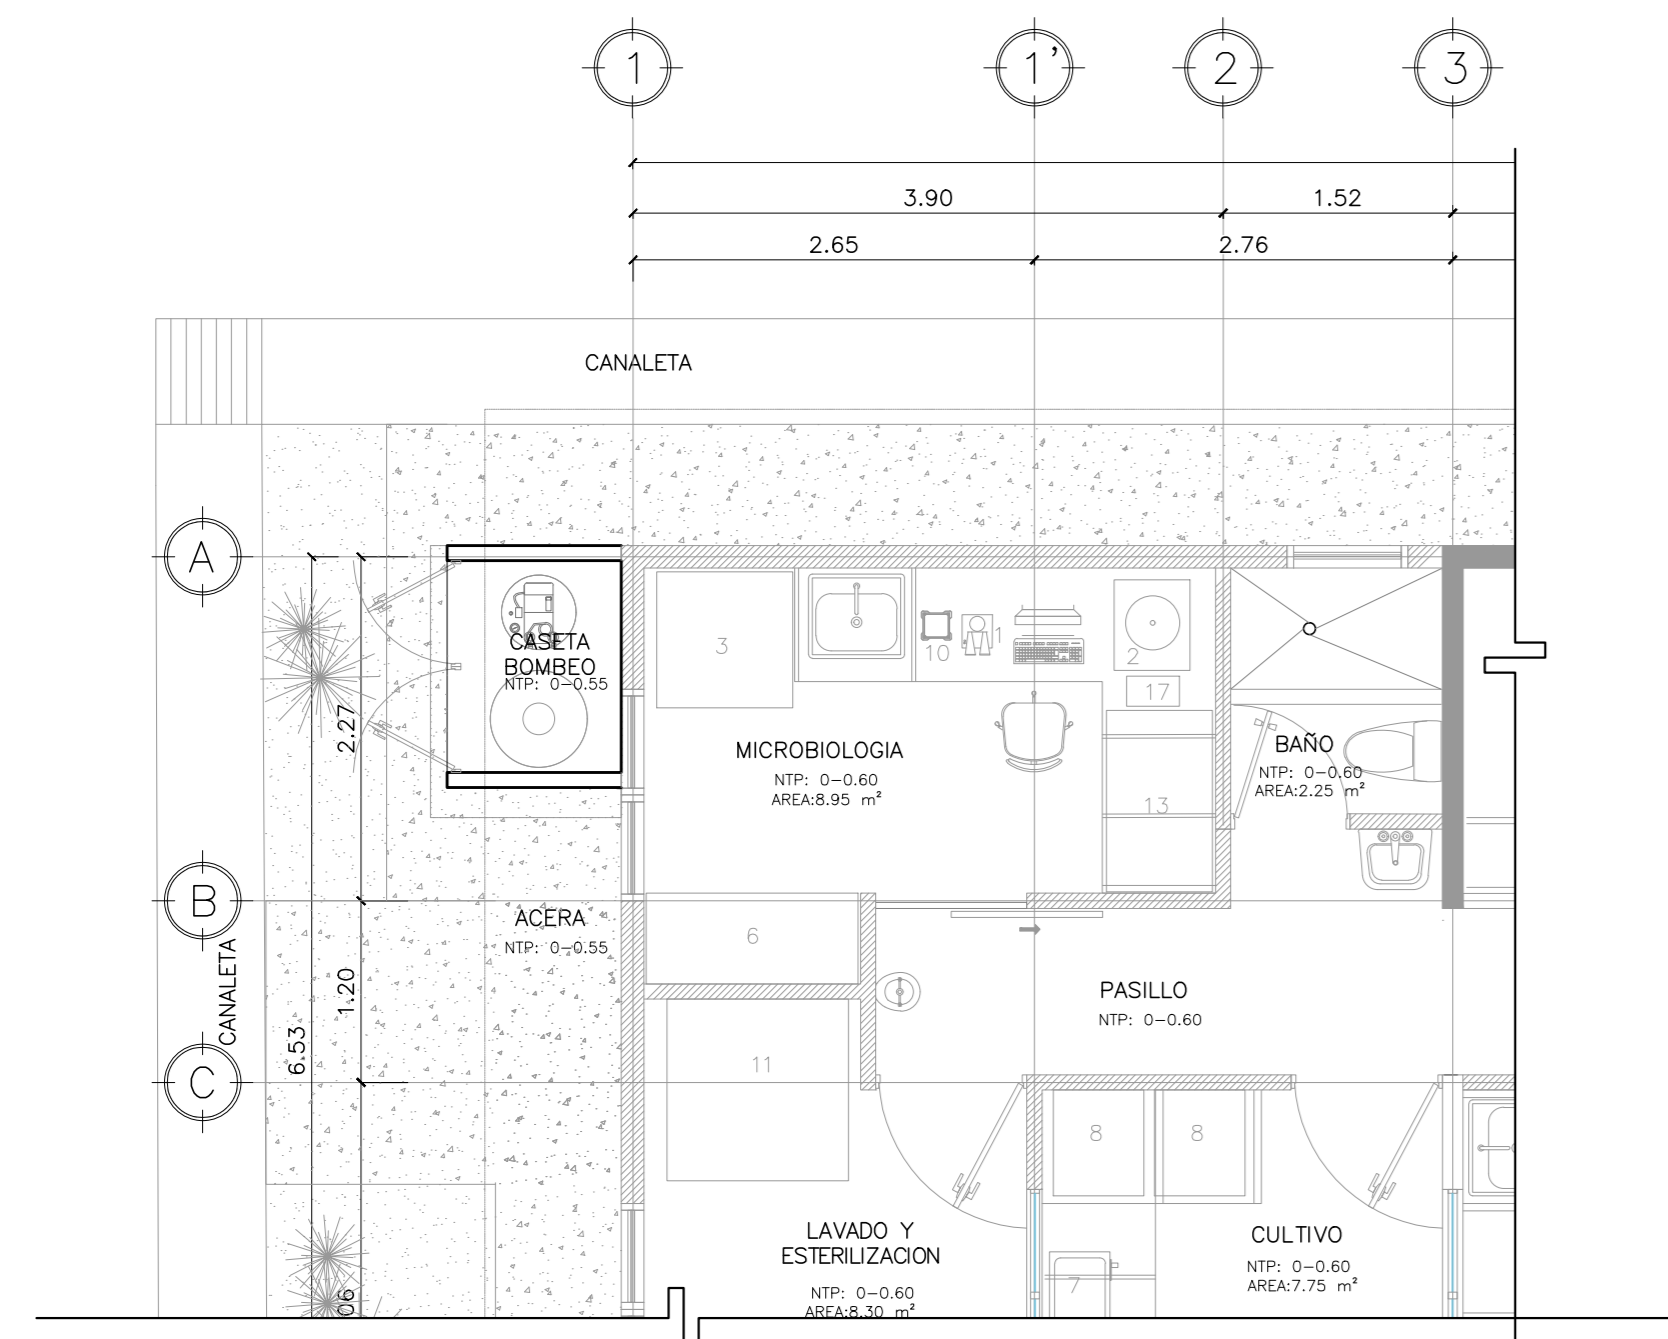 1 1’ 2 3
3.90 1.52
2.65 2.76
CANALETA
A
CASETA
BOMBEO
NTP: 0-0.55
3
10
1
2
17
2.27
MICROBIOLOGIA
NTP: 0-0.60
AREA:8.95 m²
13
BAÑO
NTP: 0-0.60
AREA:2.25 m²
B
ACERA
NTP: 0-0.55
6
CANALETA
1.20
PASILLO
NTP: 0-0.60
6.53
C
11
8 8
LAVADO Y
ESTERILIZACION
NTP: 0-0.60
AREA:8.30 m²
CULTIVO
NTP: 0-0.60
AREA:7.75 m²
7
06